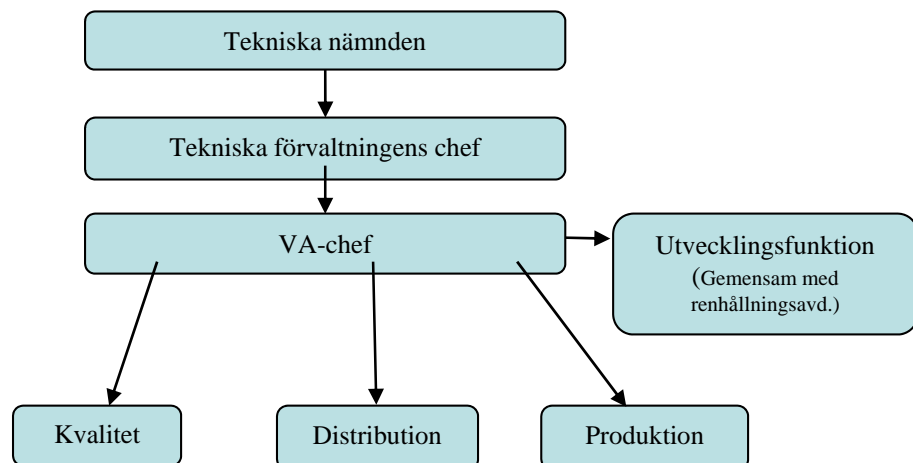 Tekniska nämnden
Tekniska förvaltningens chef
VA-chef
Utvecklingsfunktion
(Gemensam med
renhållningsavd.)
Kvalitet
Distribution
Produktion